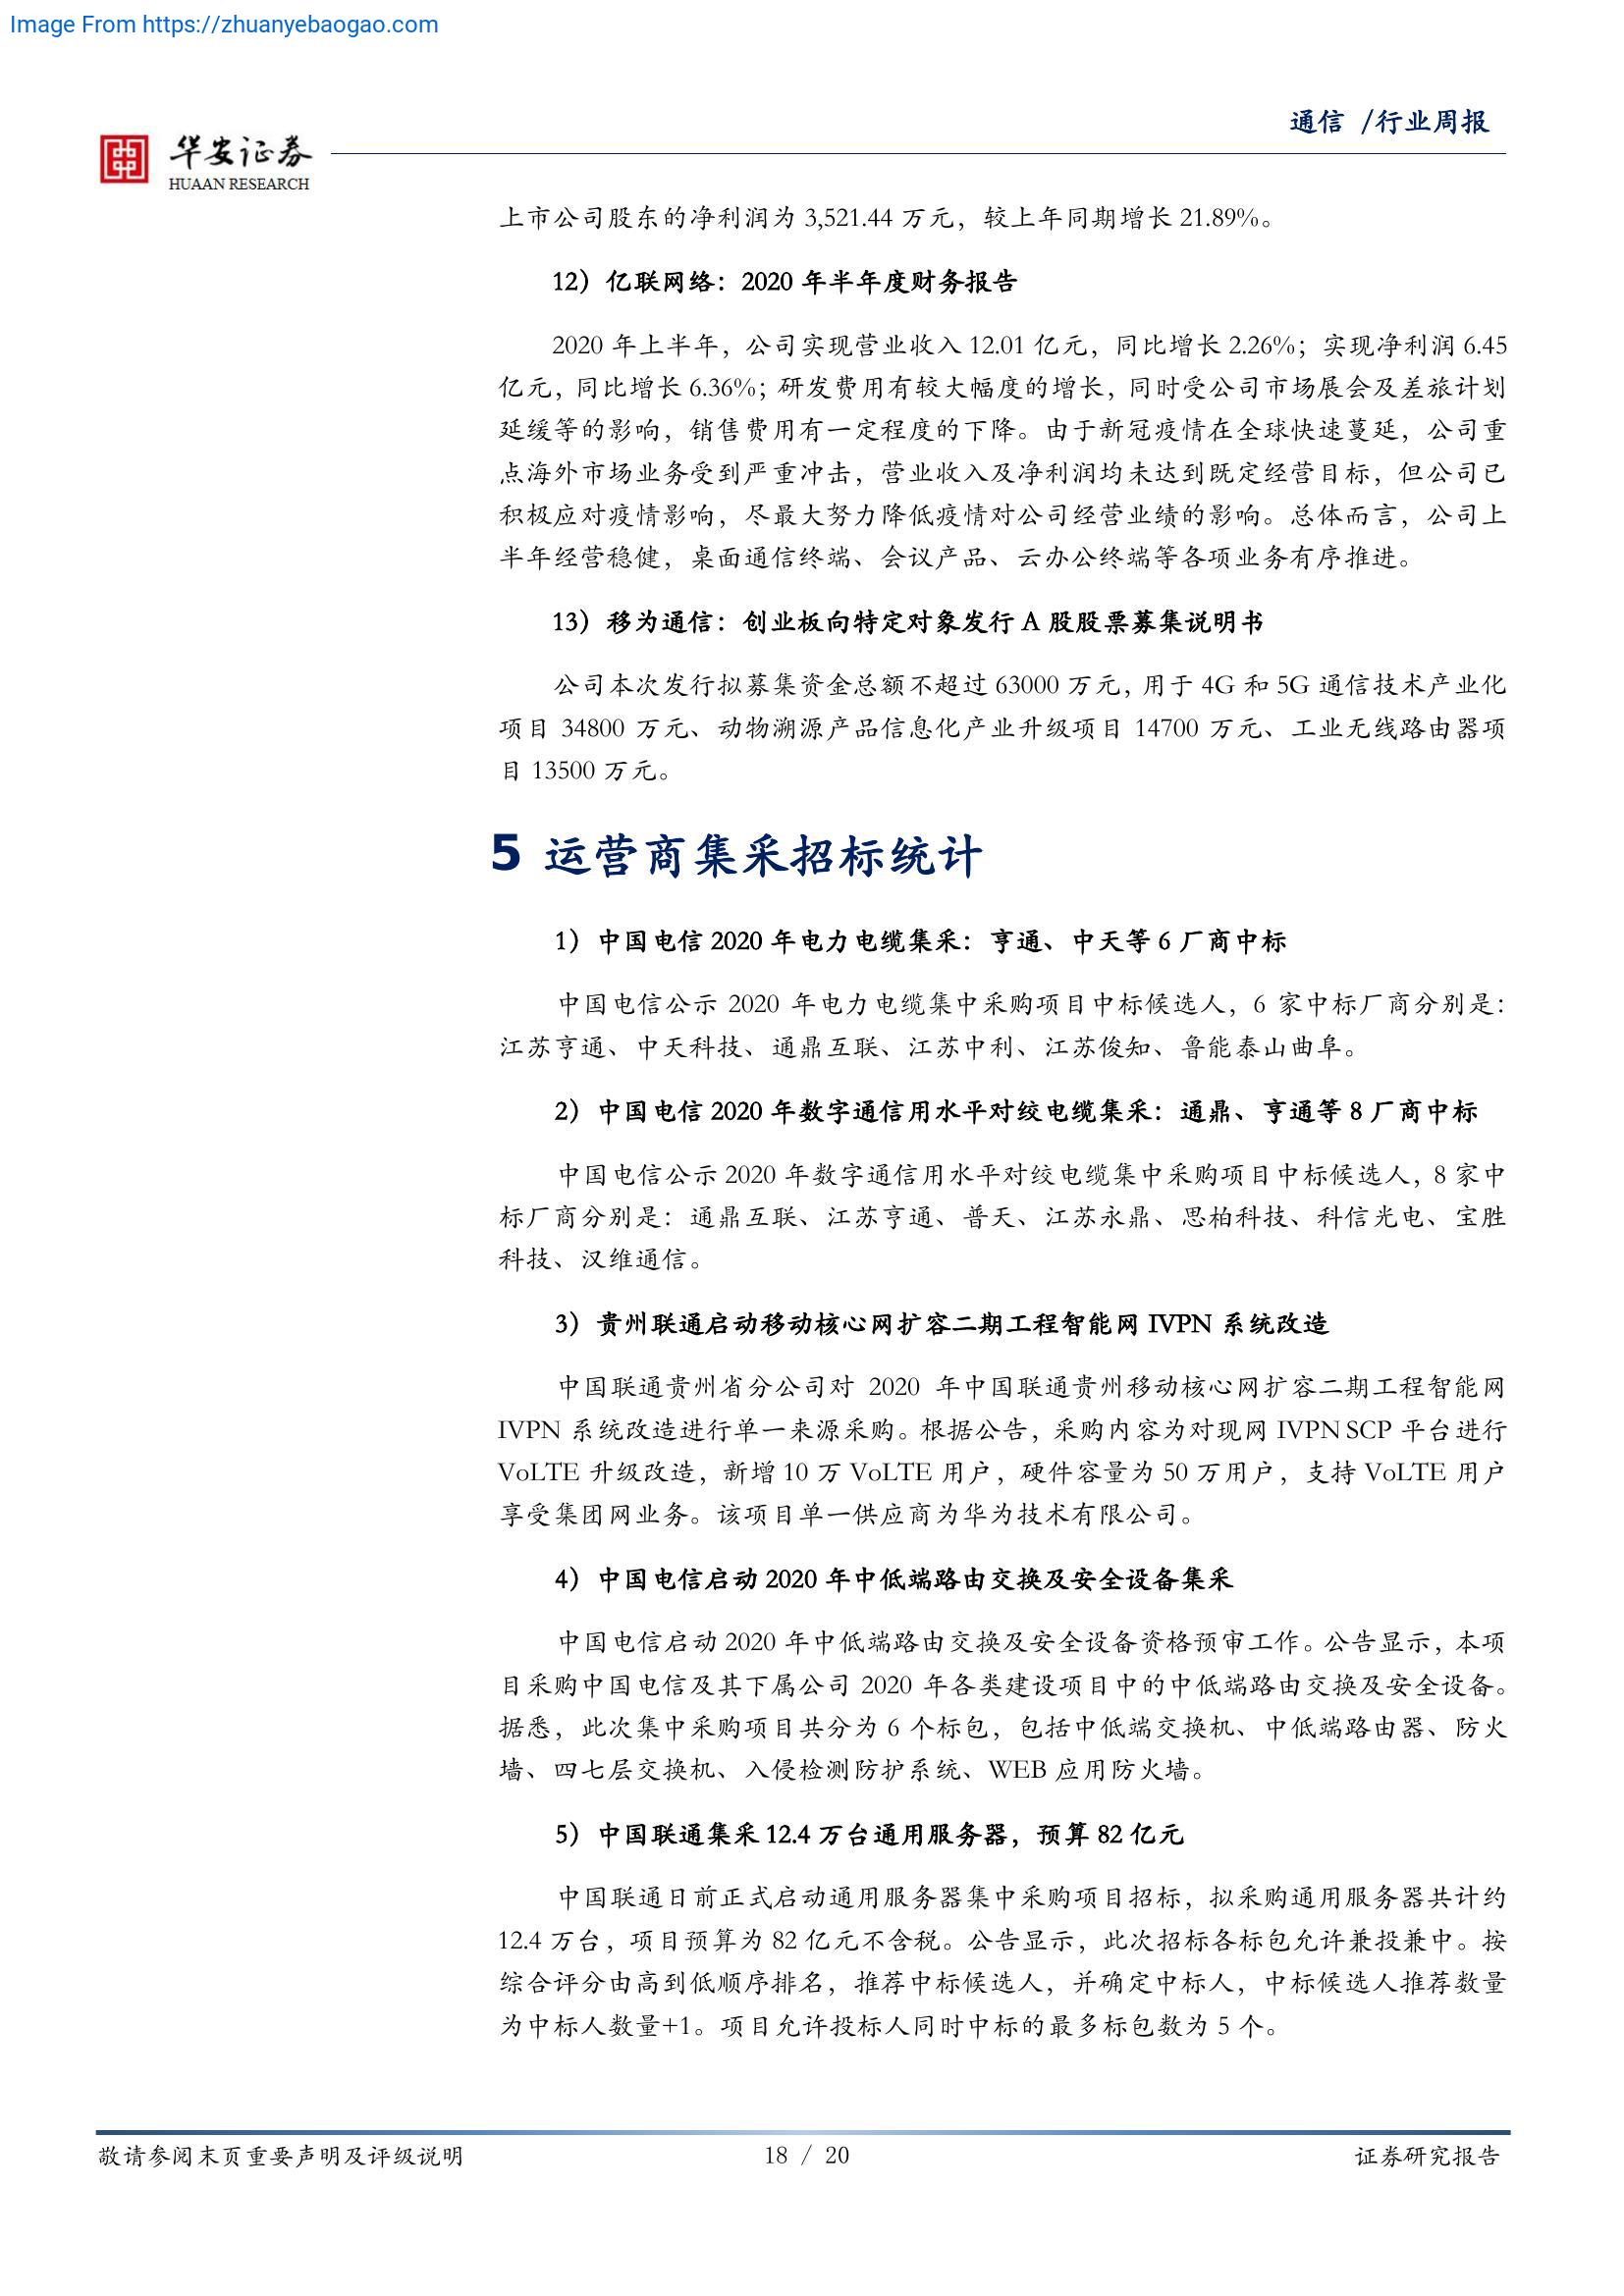 Image From https://zhuanyebaogao.com
通信 /行业周报
华安证券
HUAAN RESEARCH
上市公司股东的净利润为 3,521.44 万元，较上年同期增长 21.89%。
12）亿联网络：2020 年半年度财务报告
2020 年上半年，公司实现营业收入 12.01 亿元，同比增长 2.26%；实现净利润 6.45
亿元，同比增长 6.36%；研发费用有较大幅度的增长，同时受公司市场展会及差旅计划
延缓等的影响，销售费用有一定程度的下降。由于新冠疫情在全球快速蔓延，公司重
点海外市场业务受到严重冲击，营业收入及净利润均未达到既定经营目标，但公司已
积极应对疫情影响，尽最大努力降低疫情对公司经营业绩的影响。总体而言，公司上
半年经营稳健，桌面通信终端、会议产品、云办公终端等各项业务有序推进。
13）移为通信：创业板向特定对象发行 A 股股票募集说明书
公司本次发行拟募集资金总额不超过 63000 万元，用于 4G 和 5G 通信技术产业化
项目 34800 万元、动物溯源产品信息化产业升级项目 14700 万元、工业无线路由器项
目 13500 万元。
5 运营商集采招标统计
1）中国电信 2020 年电力电缆集采：亨通、中天等 6 厂商中标
中国电信公示 2020 年电力电缆集中采购项目中标候选人，6 家中标厂商分别是：
江苏亨通、中天科技、通鼎互联、江苏中利、江苏俊知、鲁能泰山曲阜。
2）中国电信 2020 年数字通信用水平对绞电缆集采：通鼎、亨通等 8 厂商中标
中国电信公示 2020 年数字通信用水平对绞电缆集中采购项目中标候选人，8 家中
标厂商分别是：通鼎互联、江苏亨通、普天、江苏永鼎、思柏科技、科信光电、宝胜
科技、汉维通信。
3）贵州联通启动移动核心网扩容二期工程智能网 IVPN 系统改造
中国联通贵州省分公司对 2020 年中国联通贵州移动核心网扩容二期工程智能网
IVPN 系统改造进行单一来源采购。根据公告，采购内容为对现网 IVPN SCP 平台进行
VoLTE 升级改造，新增 10 万 VoLTE 用户，硬件容量为 50 万用户，支持 VoLTE 用户
享受集团网业务。该项目单一供应商为华为技术有限公司。
4）中国电信启动 2020 年中低端路由交换及安全设备集采
中国电信启动 2020 年中低端路由交换及安全设备资格预审工作。公告显示，本项
目采购中国电信及其下属公司 2020 年各类建设项目中的中低端路由交换及安全设备。
据悉，此次集中采购项目共分为 6 个标包，包括中低端交换机、中低端路由器、防火
墙、四七层交换机、入侵检测防护系统、WEB 应用防火墙。
5）中国联通集采 12.4 万台通用服务器，预算 82 亿元
中国联通日前正式启动通用服务器集中采购项目招标，拟采购通用服务器共计约
12.4 万台，项目预算为 82 亿元不含税。公告显示，此次招标各标包允许兼投兼中。按
综合评分由高到低顺序排名，推荐中标候选人，并确定中标人，中标候选人推荐数量
为中标人数量+1。项目允许投标人同时中标的最多标包数为 5 个。
敬请参阅末页重要声明及评级说明
18 / 20
证券研究报告